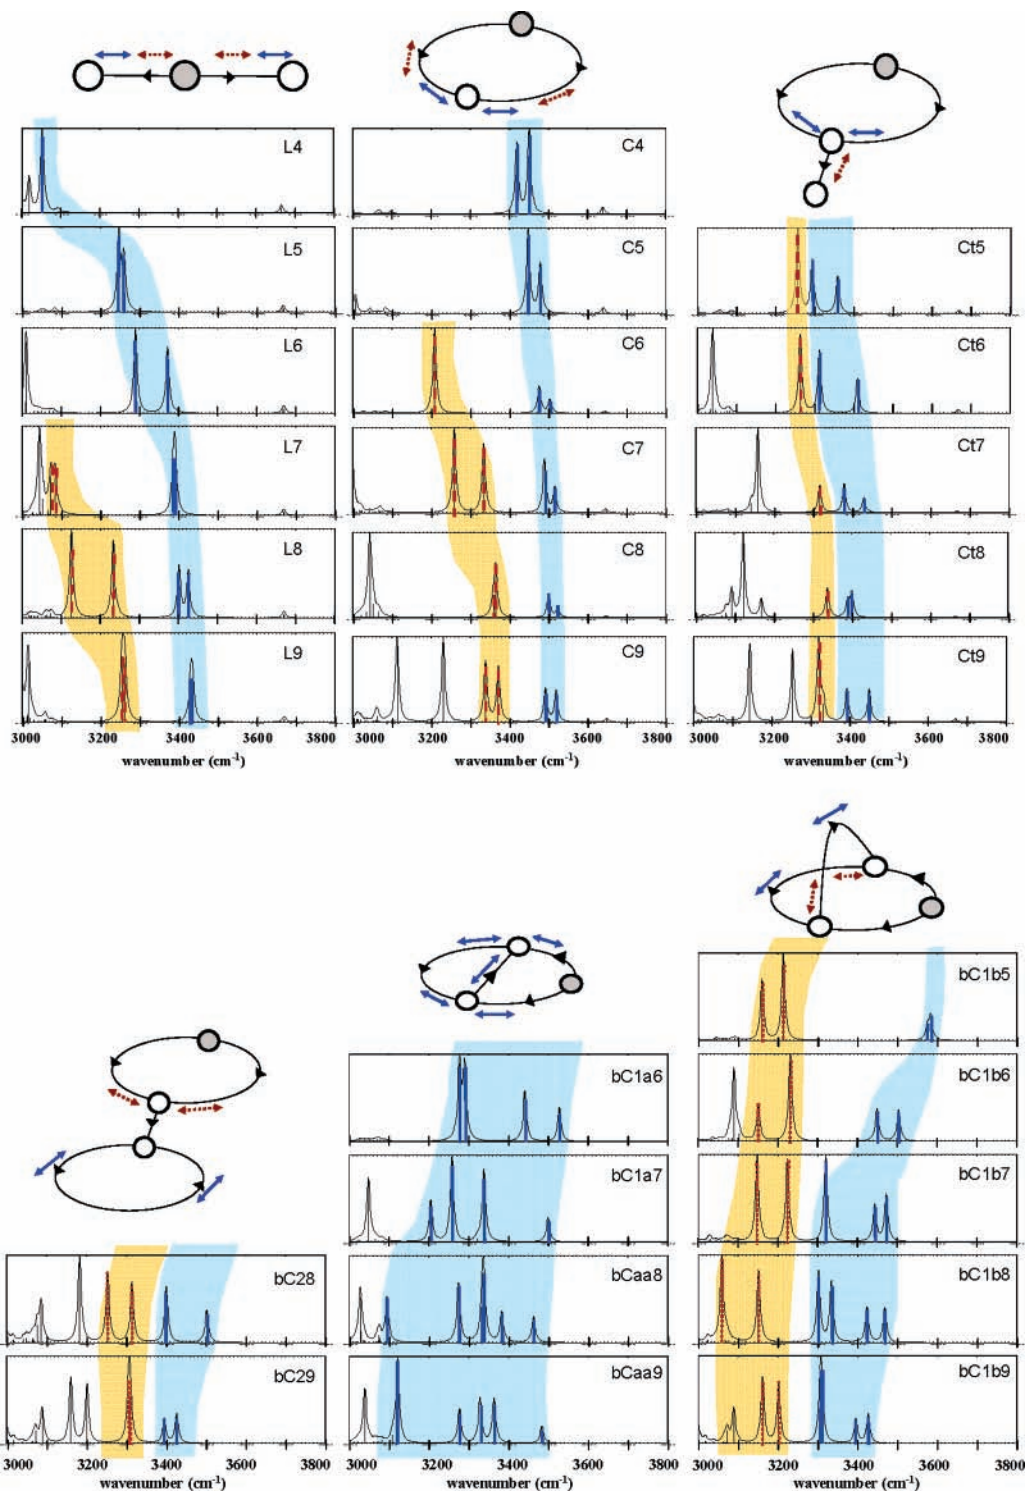 L4
C4
L5
C5
Ct5
L6
C6
Ct6
L7
C7
Ct7
L8
C8
Ct8
L9
C9
Ct9
3000 3200 3400 3600 3800
3000 3200 3400 3600 3800
3000 3200 3400 3600 3800
wavenumber (cm-1)
wavenumber (cm-1)
wavenumber (cm-1)
bC1b5
bC1a6
bC1b6
bC1a7
bC1b7
bC28
bCaa8
bC1b8
bC29
bCaa9
bC1b9
3000 3200 3400 3600 3800
3000 3200 3400 3600 3800
3000 3200 3400 3600 3800
wavenumber (cm-1)
wavenumber (cm-1)
wavenumber (cm-1)